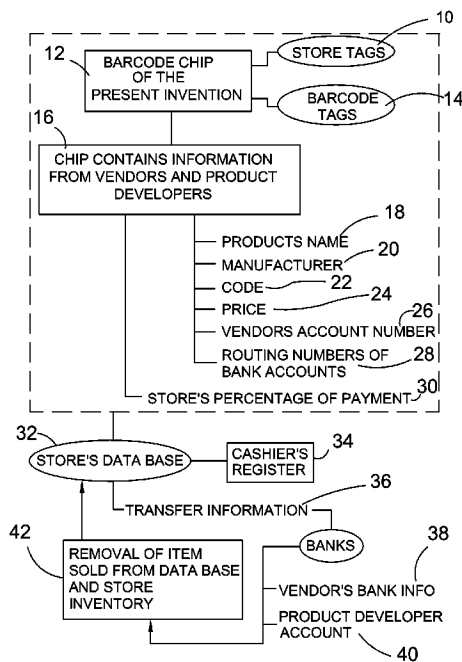 10
12
STORE TAGS
BARCODE CHIP
OF THE
PRESENT INVENTION
BARCODE
TAGS
14
16
CHIP CONTAINS INFORMATION
FROM VENDORS AND PRODUCT
DEVELOPERS
18
PRODUCTS NAME
20
MANUFACTURER
22
CODE
24
PRICE
26
VENDORS ACCOUNT NUMBER
ROUTING NUMBERS OF
BANK ACCOUNTS
28
STORE'S PERCENTAGE OF PAYMENT
30
32
STORE'S DATA BASE
CASHIER'S
REGISTER
34
36
TRANSFER INFORMATION
42
REMOVAL OF ITEM
SOLD FROM DATA BASE
AND STORE
INVENTORY
BANKS
38
VENDOR'S BANK INFO
PRODUCT DEVELOPER
ACCOUNT
40